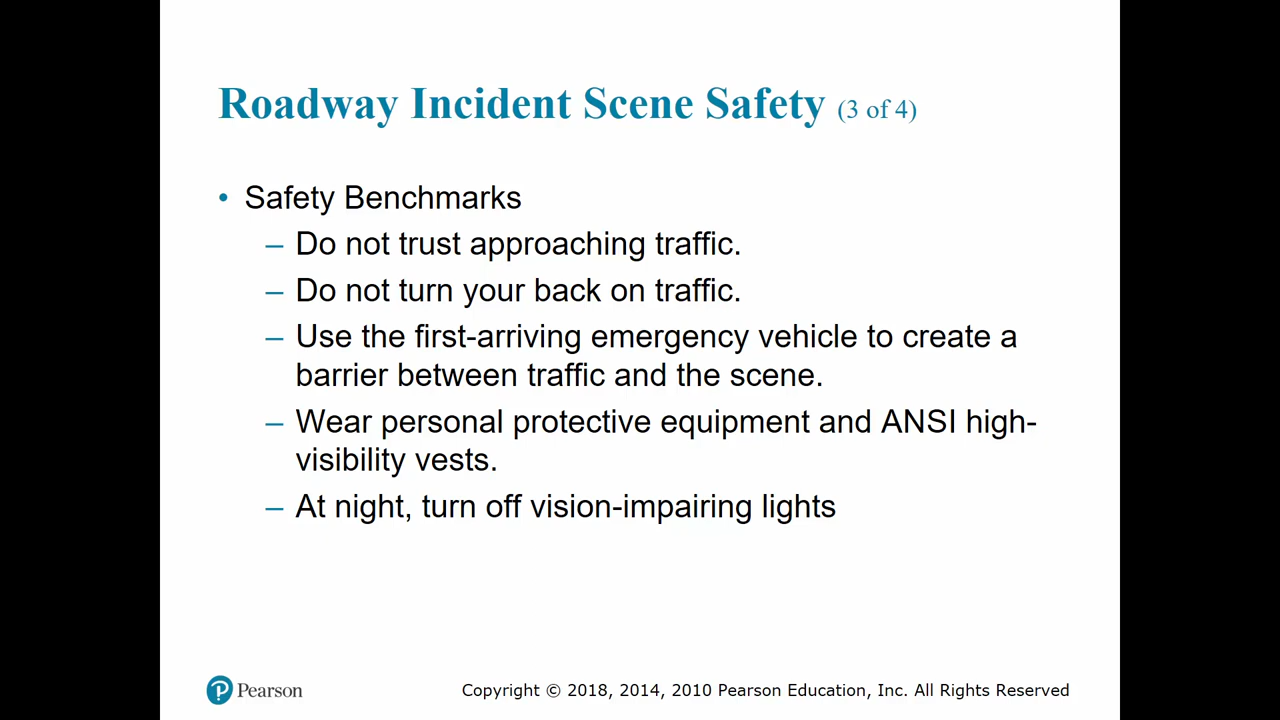 Roadway Incident Scene Safety (3 of 4)
• Safety Benchmarks
– Do not trust approaching traffic.
– Do not turn your back on traffic.
– Use the first-arriving emergency vehicle to create a
barrier between traffic and the scene.
– Wear personal protective equipment and ANSI high-
visibility vests.
– At night, turn off vision-impairing lights
Pearson
Copyright © 2018, 2014, 2010 Pearson Education, Inc. All Rights Reserved